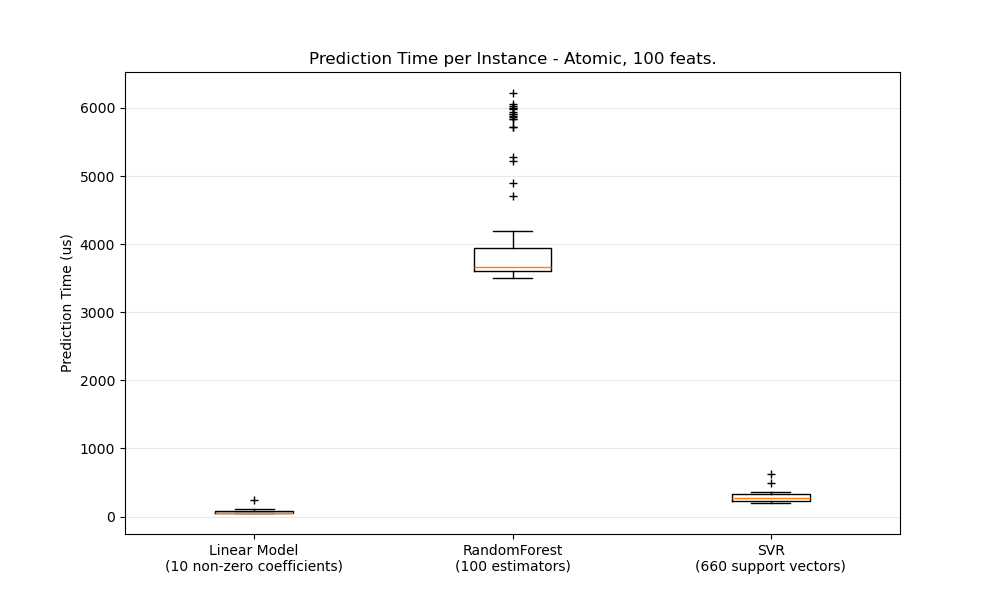 Prediction Time per Instance - Atomic, 100 feats.
Prediction Time (us)
6000
5000
4000
3000
2000
1000
0
Linear Model
(10 non-zero coefficients)
RandomForest
(100 estimators)
SVR
(660 support vectors)